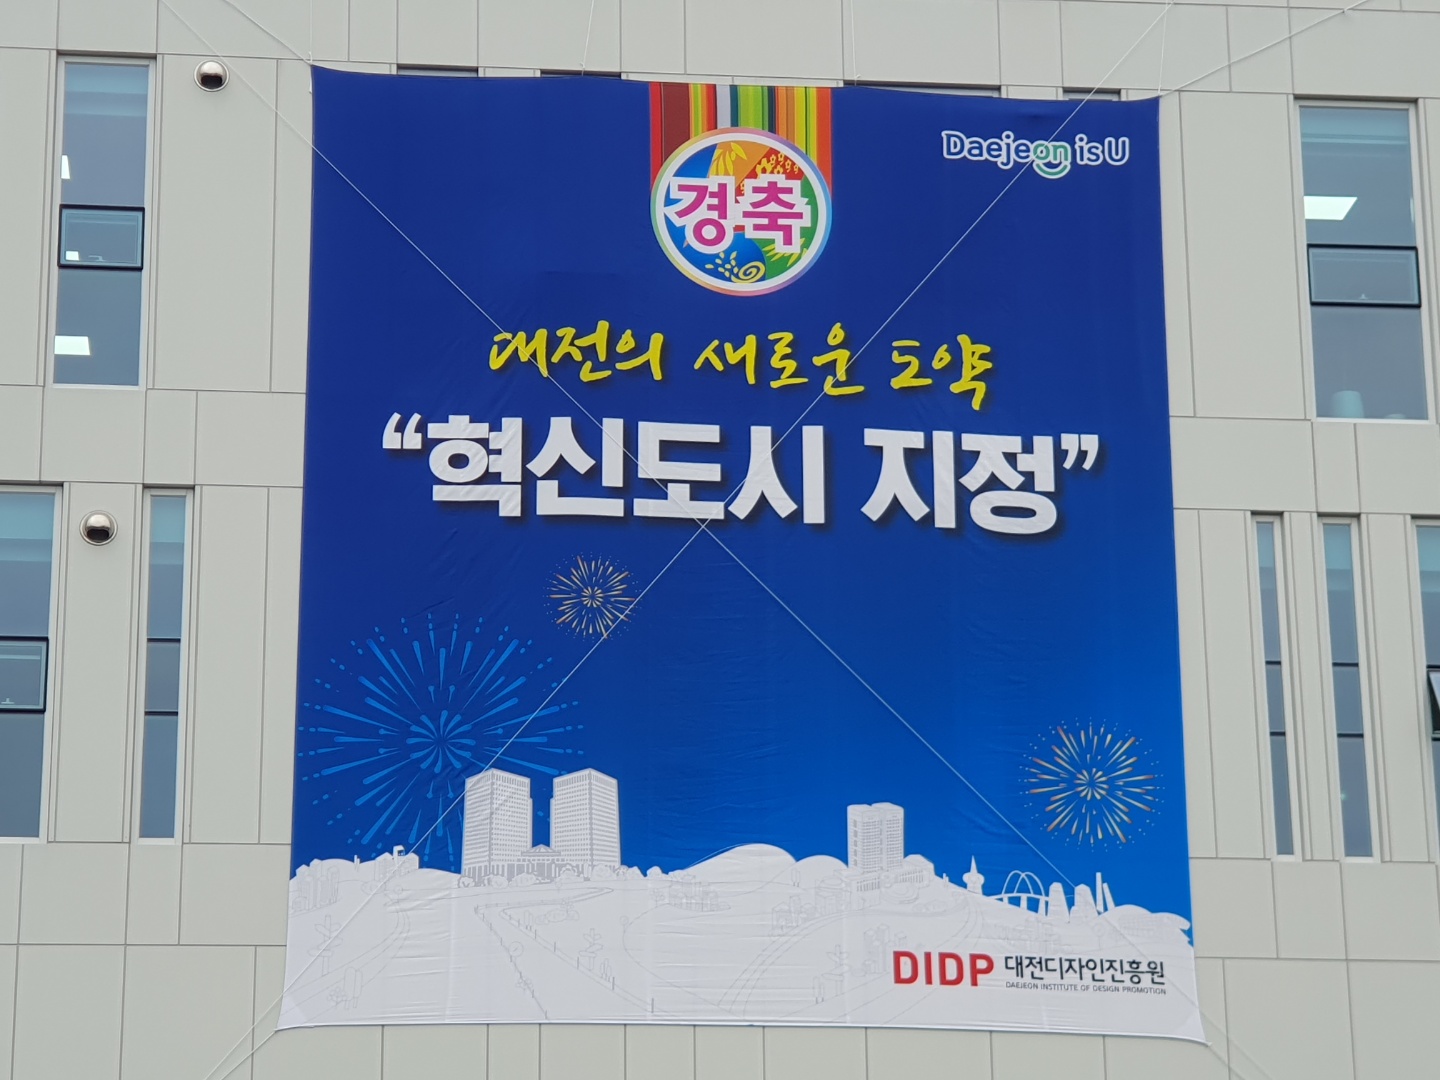 Daejeon is U
경축
대전의 새로운 도약
“혁신도시 지정”
DIDP 대전디자인진흥원
DAEJEON INSTITUTE OF DESIGN PROMOTION